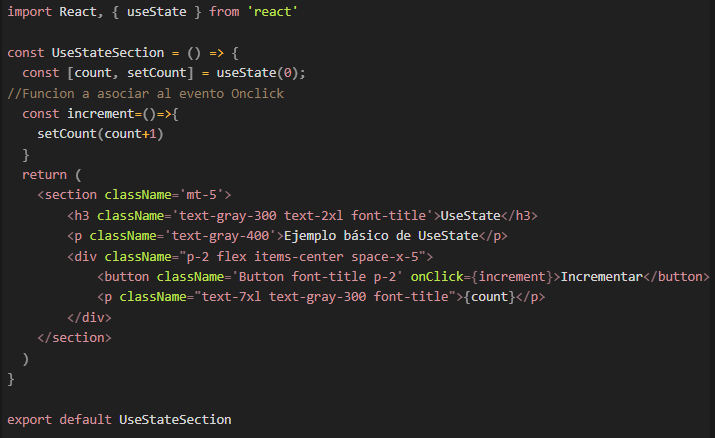 import React, { useState } from 'react'
const UseStateSection = () => {
const [count, setCount] = useState(0);
//Funcion a asociar al evento Onclick
const increment=()=>{
setCount(count+1)
}
return (
<section className='mt-5'>
<h3 className='text-gray-300 text-2xl font-title'>UseState</h3>
<p className='text-gray-400'>Ejemplo básico de UseState</p>
<div className="p-2 flex items-center space-x-5">
<button className='Button font-title p-2' onClick={increment}>Incrementar</button>
<p className="text-7xl text-gray-300 font-title">{count}</p>
</div>
</section>
)
}
export default UseStateSection